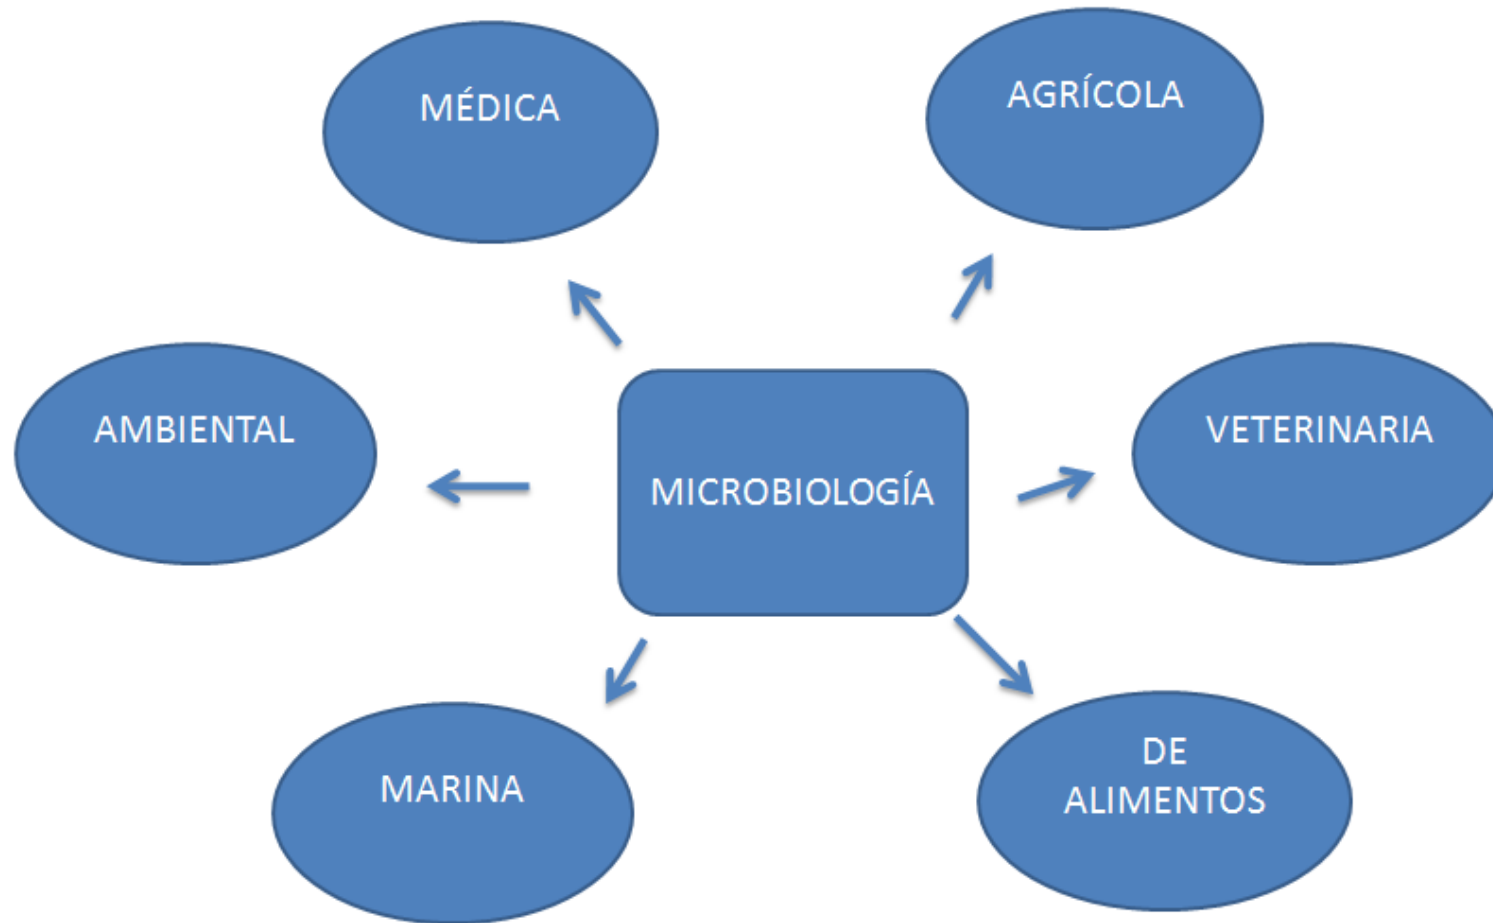 MÉDICA
AGRÍCOLA
AMBIENTAL
VETERINARIA
MICROBIOLOGÍA
MARINA
DE
ALIMENTOS